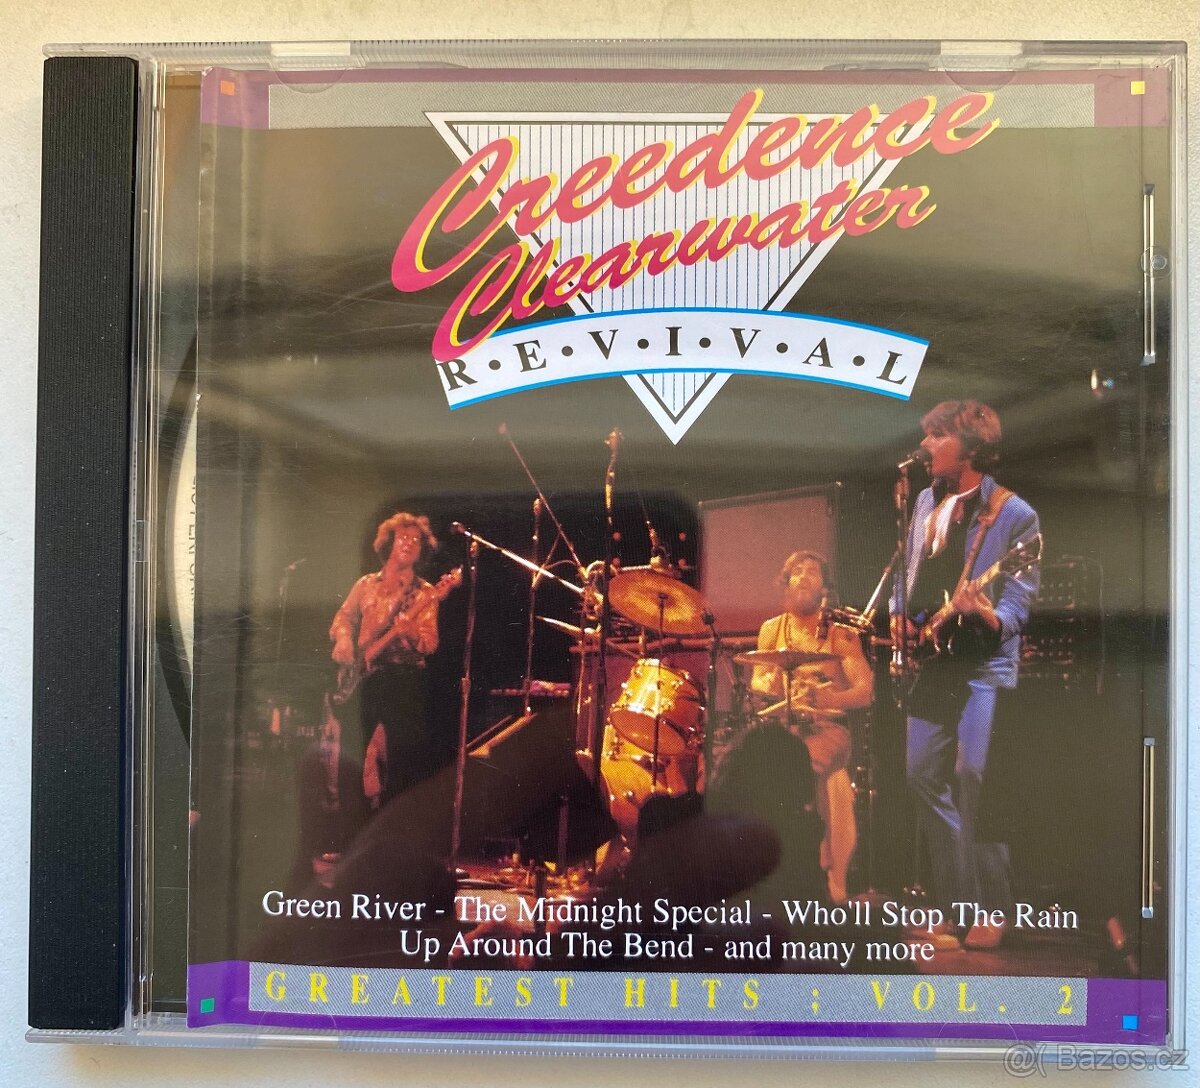 Creedence
Clearwater
R•E•V•I•V•A•L
Green River - The Midnight Special - Who'll Stop The Rain
Up Around The Bend - and many more
GREATEST HITS ; VOL. 2
@( Bazos.cz